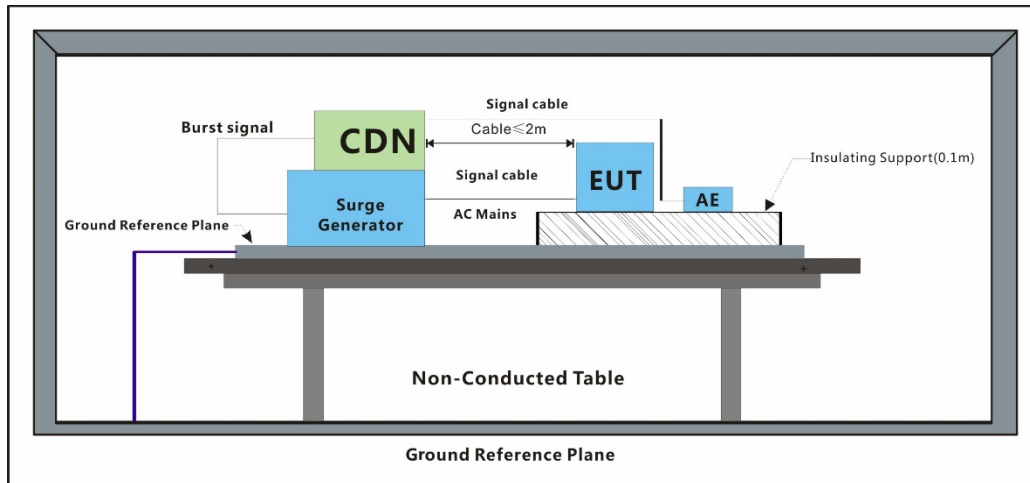 Signal cable
Burst signal
CDN
Cable≤2m
Insulating Support(0.1m)
Signal cable
EUT
AE
Surge
Generator
AC Mains
Ground Reference Plane
Non-Conducted Table
Ground Reference Plane